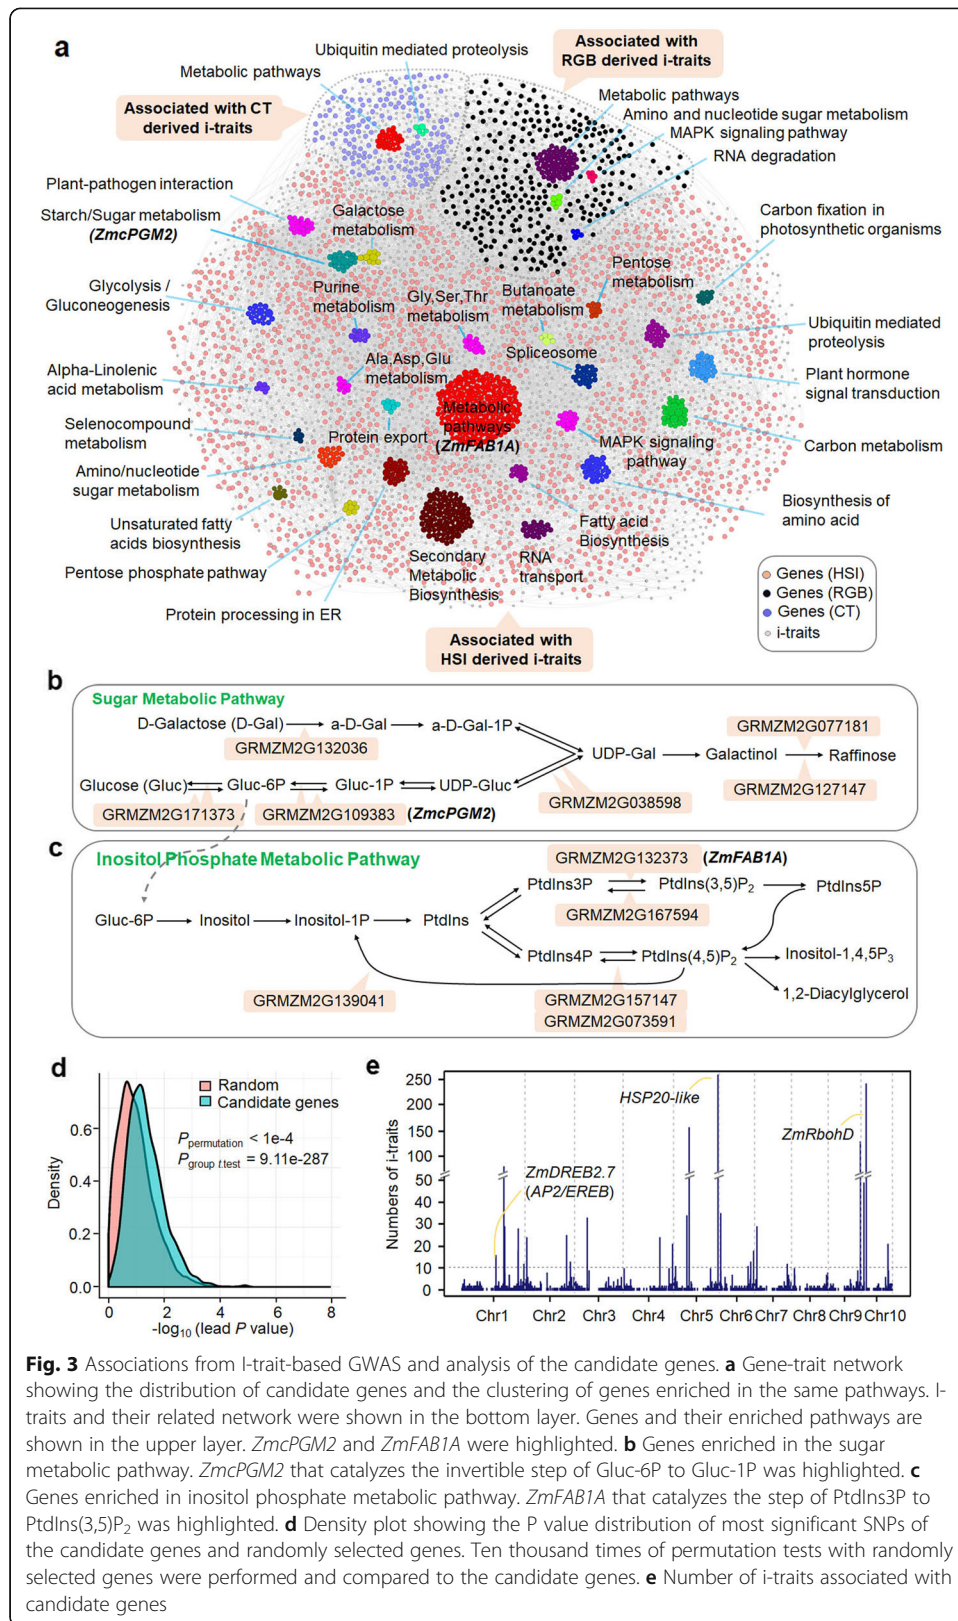 a
Ubiquitin mediated proteolysis
Metabolic pathways
Associated with CT
derived i-traits
Associated with
RGB derived i-traits
Metabolic pathways
Amino and nucleotide sugar metabolism
MAPK signaling pathway
RNA degradation
Plant-pathogen interaction
Starch/Sugar metabolism
(ZmcPGM2)
Galactose
metabolism
Carbon fixation in
photosynthetic organisms
Glycolysis /
Gluconeogenesis
Purine
metabolism
Gly,Ser,Thr
metabolism
Butanoate
metabolism
Pentose
metabolism
Ubiquitin mediated
proteolysis
Alpha-Linolenic
acid metabolism
Ala,Asp,Glu
metabolism
Spliceosome
Plant hormone
signal transduction
Selenocompound
metabolism
Protein export
Metabolic
pathways
(ZmFAB1A)
MAPK signaling
pathway
Carbon metabolism
Amino/nucleotide
sugar metabolism
Biosynthesis of
amino acid
Unsaturated fatty
acids biosynthesis
Fatty acid
Biosynthesis
Pentose phosphate pathway
Secondary
Metabolic
Biosynthesis
RNA
transport
Protein processing in ER
Associated with
HSI derived i-traits
Genes (HSI)
Genes (RGB)
Genes (CT)
i-traits
b
Sugar Metabolic Pathway
D-Galactose (D-Gal) a-D-Gal a-D-Gal-1P
GRMZM2G132036
GRMZM2G077181
UDP-Gal Galactinol Raffinose
Glucose (Gluc) Gluc-6P Gluc-1P UDP-Gluc
GRMZM2G127147
GRMZM2G038598
GRMZM2G171373 GRMZM2G109383 (ZmcPGM2)
c
Inositol Phosphate Metabolic Pathway
GRMZM2G132373 (ZmFAB1A)
PtdIns3P PtdIns(3,5)P₂ PtdIns5P
GRMZM2G167594
Gluc-6P Inositol Inositol-1P PtdIns
PtdIns4P PtdIns(4,5)P₂ Inositol-1,4,5P₃
1,2-Diacylglycerol
GRMZM2G139041
GRMZM2G157147
GRMZM2G073591
d
Random
Candidate genes
P permutation < 1e-4
P group t.test = 9.11e-287
Density
0.6
0.4
0.2
0.0
0 2 4 6 8
-log₁₀ (lead P value)
e
Numbers of i-traits
250
200
150
100
50
40
30
20
10
0
HSP20-like
ZmRbohD
ZmDREB2.7
(AP2/EREB)
Chr1 Chr2 Chr3 Chr4 Chr5 Chr6 Chr7 Chr8 Chr9 Chr10
Fig. 3 Associations from I-trait-based GWAS and analysis of the candidate genes. a Gene-trait network
showing the distribution of candidate genes and the clustering of genes enriched in the same pathways. I-
traits and their related network were shown in the bottom layer. Genes and their enriched pathways are
shown in the upper layer. ZmcPGM2 and ZmFAB1A were highlighted. b Genes enriched in the sugar
metabolic pathway. ZmcPGM2 that catalyzes the invertible step of Gluc-6P to Gluc-1P was highlighted. c
Genes enriched in inositol phosphate metabolic pathway. ZmFAB1A that catalyzes the step of PtdIns3P to
PtdIns(3,5)P₂ was highlighted. d Density plot showing the P value distribution of most significant SNPs of
the candidate genes and randomly selected genes. Ten thousand times of permutation tests with randomly
selected genes were performed and compared to the candidate genes. e Number of i-traits associated with
candidate genes